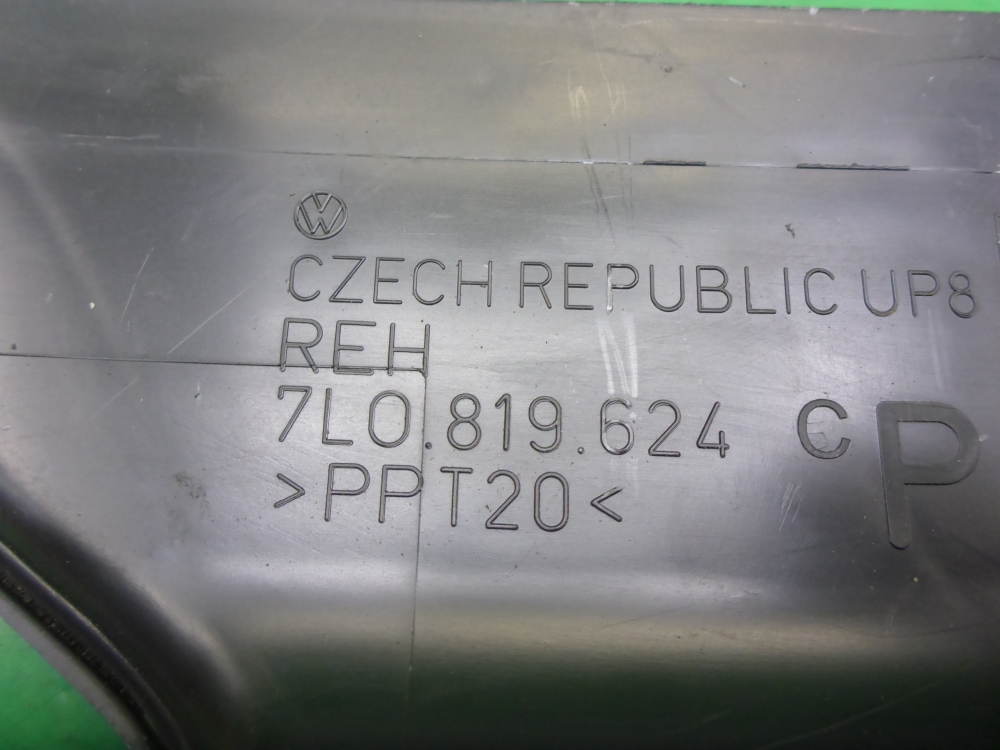 CZECH REPUBLIC UP8
REH
7L0.819.624 C P
>PPT20<